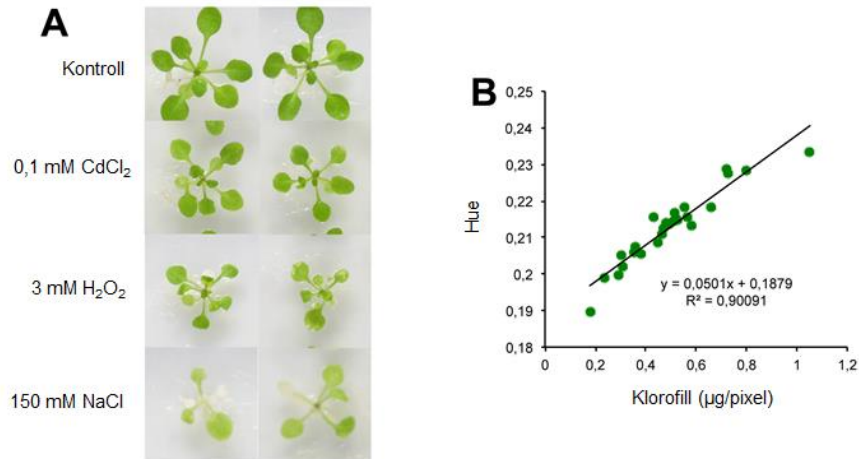 A
Kontroll
0,1 mM CdCl₂
3 mM H₂O₂
150 mM NaCl
B
0,25
0,24
0,23
0,22
0,21
0,2
0,19
0,18
Hue
y = 0,0501x + 0,1879
R² = 0,90091
0 0,2 0,4 0,6 0,8 1 1,2
Klorofill (µg/pixel)